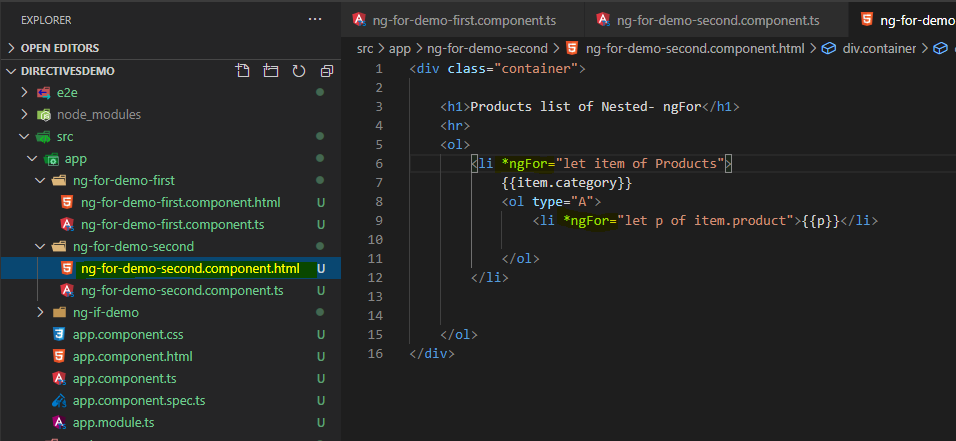 EXPLORER ...
OPEN EDITORS
DIRECTIVESDEMO
e2e
node_modules
src
app
ng-for-demo-first
ng-for-demo-first.component.html U
ng-for-demo-first.component.ts U
ng-for-demo-second
ng-for-demo-second.component.html U
ng-for-demo-second.component.ts U
ng-if-demo
app.component.css U
app.component.html U
app.component.ts U
app.component.spec.ts U
app.module.ts U
ng-for-demo-first.component.ts ng-for-demo-second.component.ts ng-for-demo
src > app > ng-for-demo-second > ng-for-demo-second.component.html > div.container >
1 <div class="container">
2
3 <h1>Products list of Nested- ngFor</h1>
4 <hr>
5 <ol>
6 <li *ngFor="let item of Products">
7 {{item.category}}
8 <ol type="A">
9 <li *ngFor="let p of item.product">{{p}}</li>
10
11 </ol>
12 </li>
13
14
15 </ol>
16 </div>